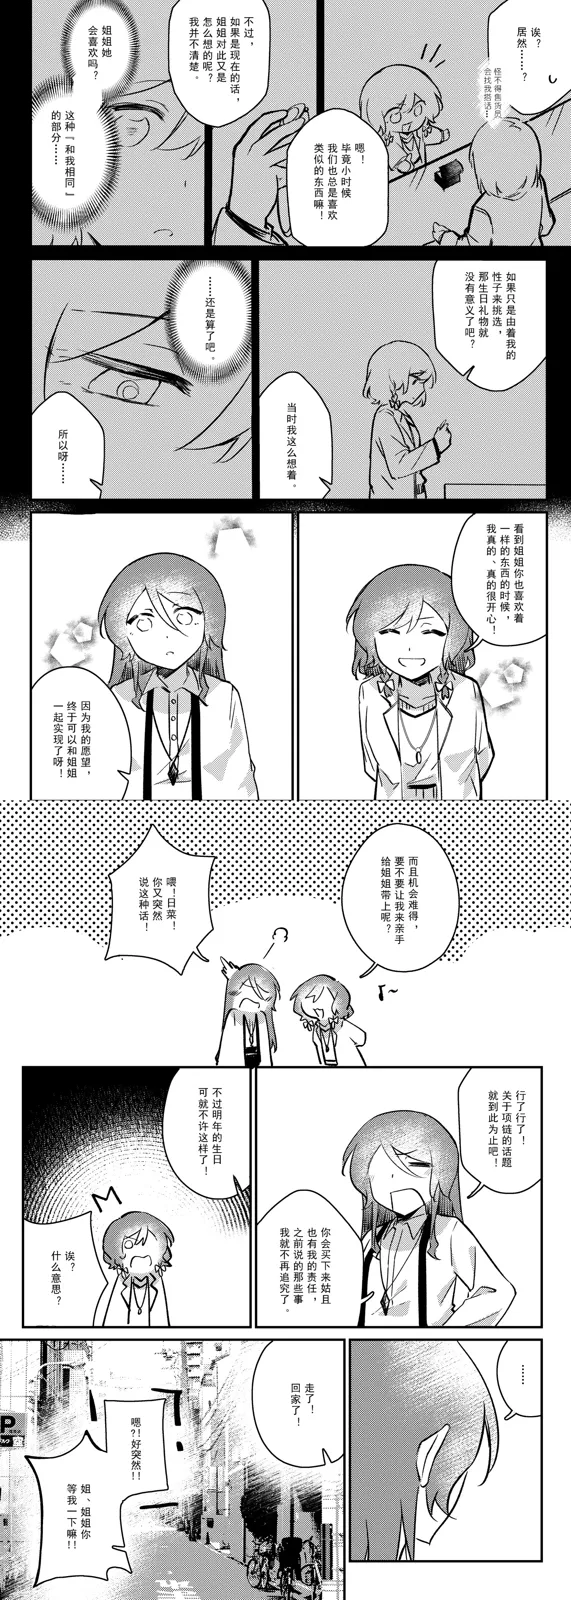 诶？
居然……？
怪不得售货员
会找我搭话…
嗯！
毕竟小时候
我们也总是喜欢
类似的东西嘛！
不过，
如果是现在的话，
姐姐对此又是
怎么想的呢？
我并不清楚。
姐姐她
会喜欢吗？
这种『和我相同』
的部分……
如果只是由着我的
性子来挑选，
那生日礼物就
没有意义了吧？
当时我这么想着。
……还是算了吧。
所以呀……
看到姐姐你也喜欢着
一样的东西的时候，
我真的、真的很开心！
因为我的愿望，
终于可以和姐姐
一起实现了呀！
而且机会难得，
要不要让我来亲手
给姐姐带上呢？
喂！日菜！
你又突然
说这种话！
行了行了！
关于项链的话题
就到此为止吧！
你会买下来姑且
也有我的责任，
之前说的那些事
我就不再追究了。
不过明年的生日
可就不许这样了！
诶？
什么意思？
……
走了！
回家了！
嗯？！好突然！！
姐、姐姐你
等我一下嘛！！
P